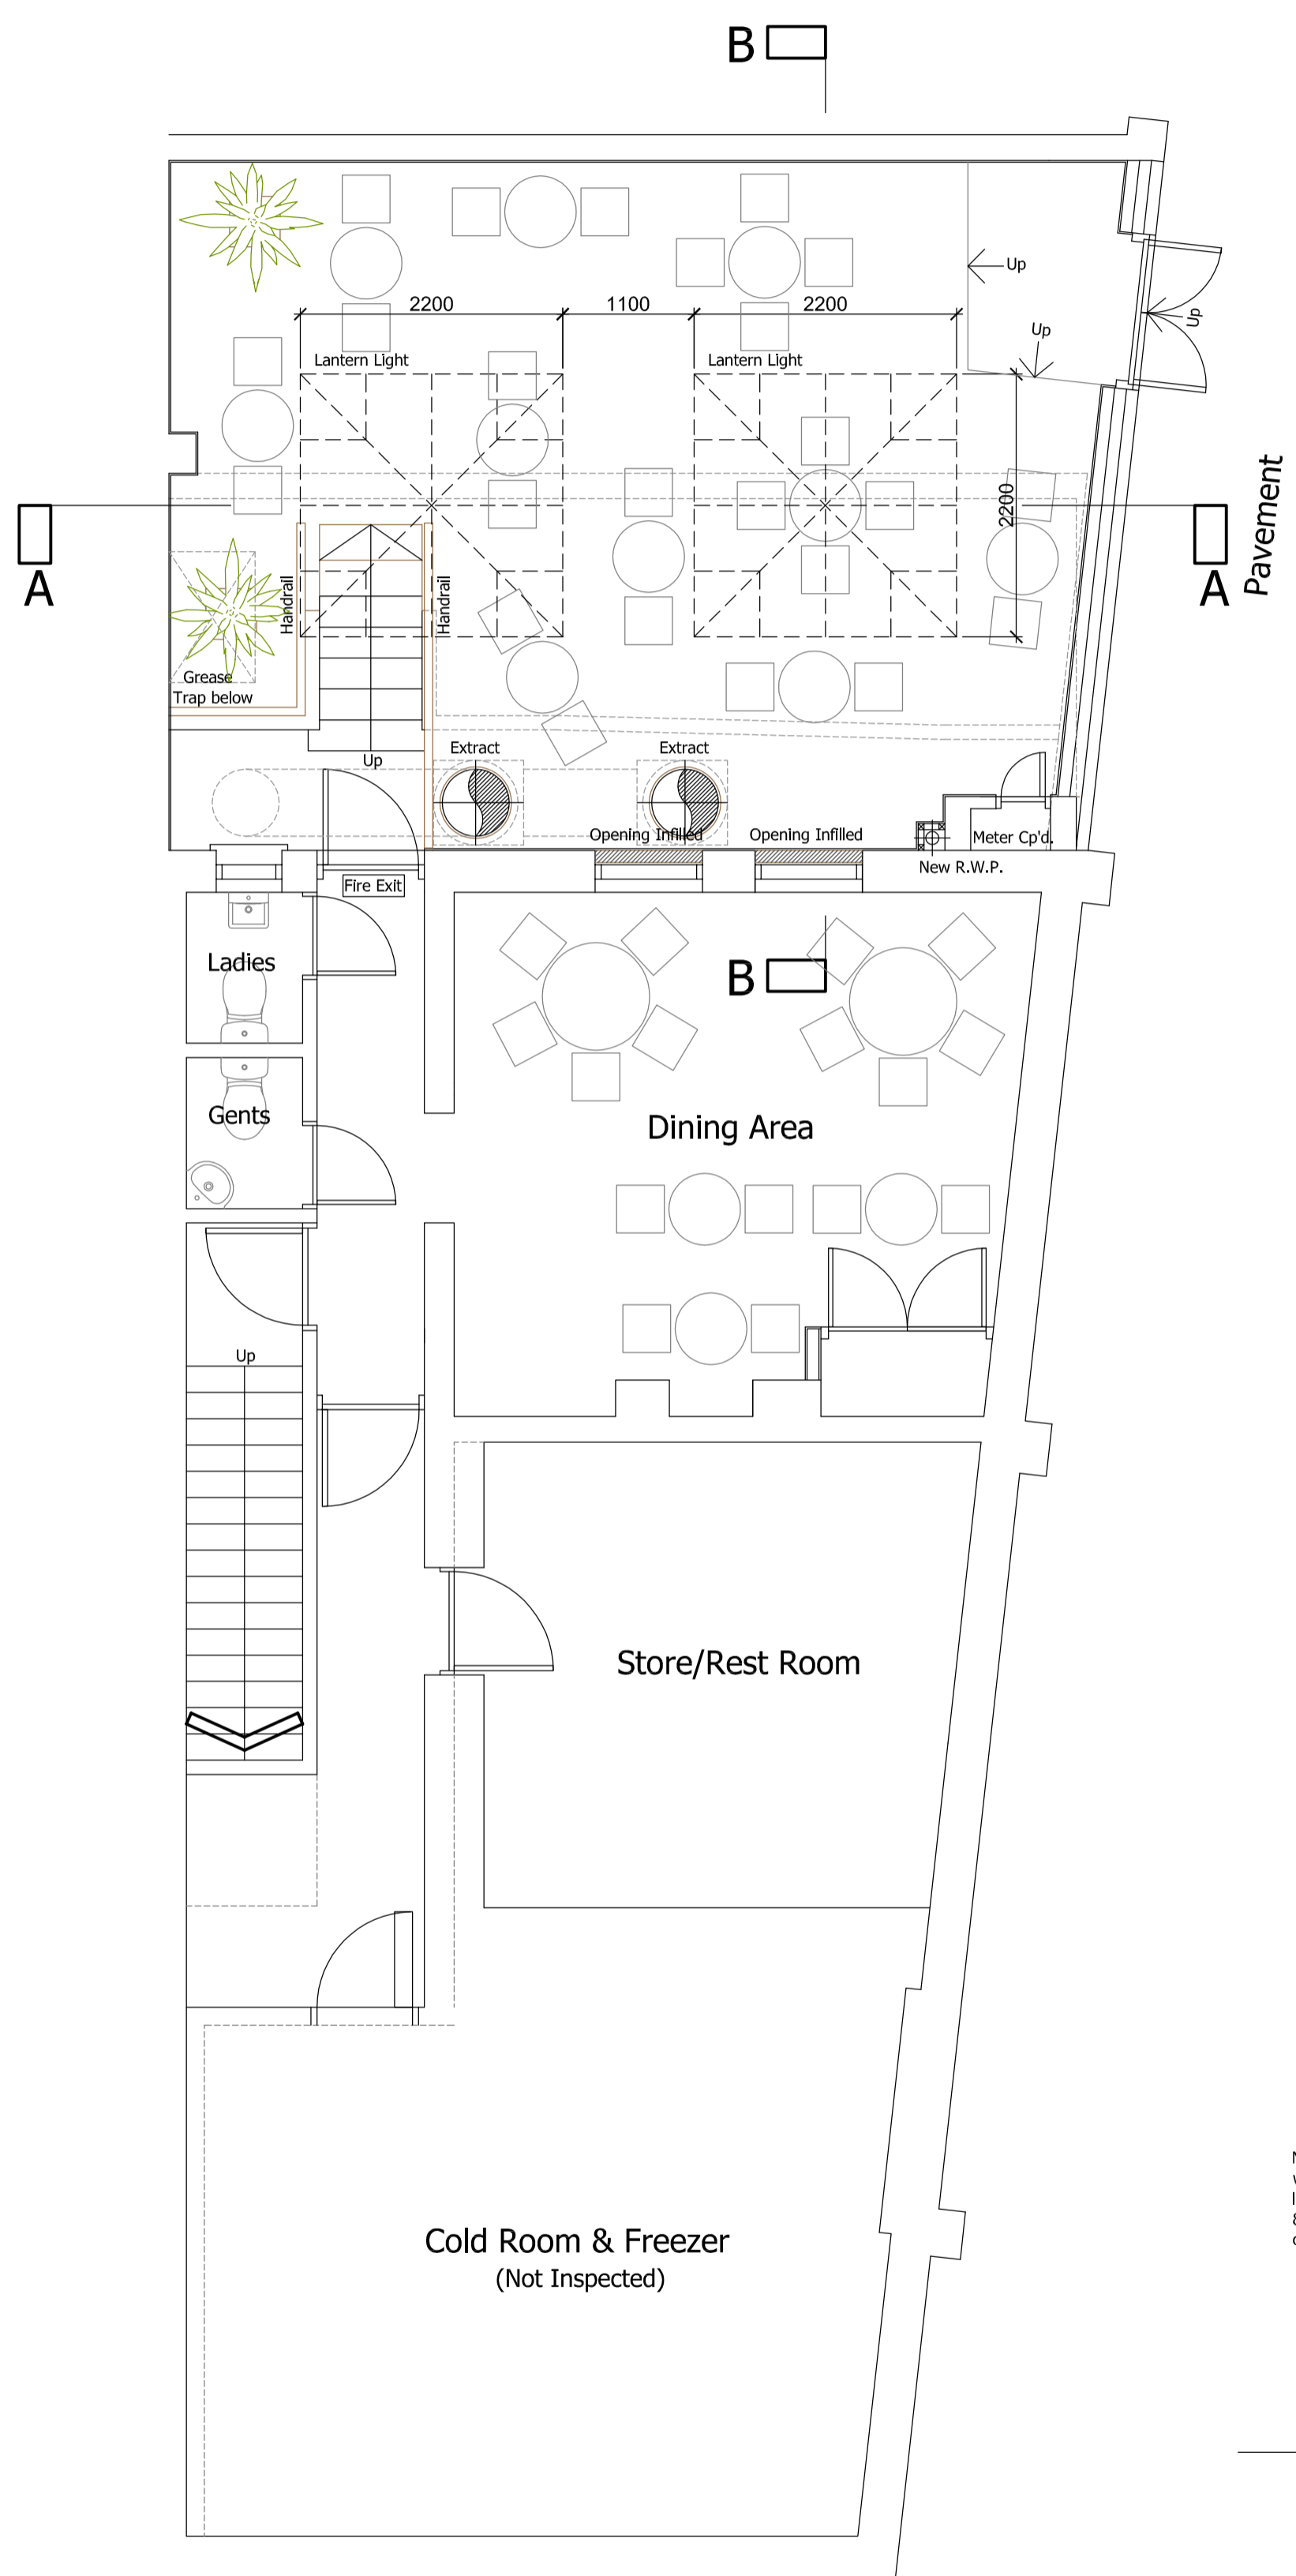 B
Up
Up
Up
2200
1100
2200
Lantern Light
Lantern Light
2200
Pavement
A
A
Handrail
Handrail
Grease
Trap below
Up
Extract
Extract
Opening Infilled
Opening Infilled
Meter Cp'd.
New R.W.P.
Fire Exit
Ladies
B
Gents
Dining Area
Up
Store/Rest Room
Cold Room & Freezer
(Not Inspected)